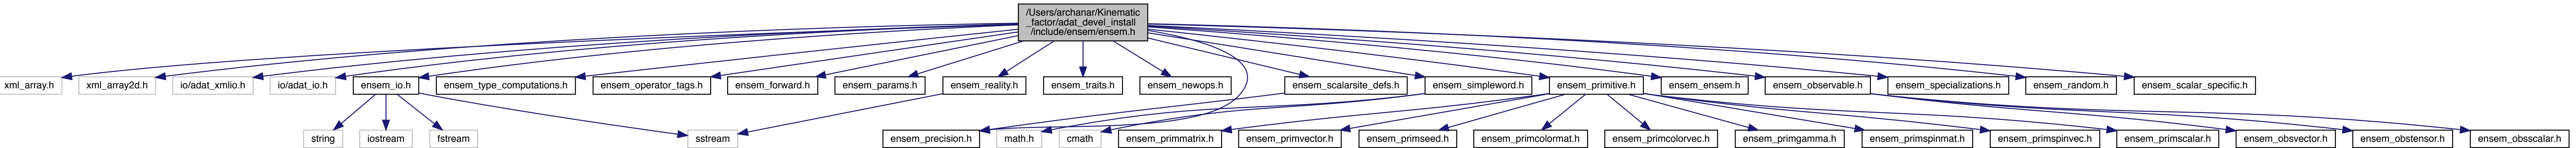 /Users/archanar/Kinematic
_factor/adat_devel_install
/include/ensem/ensem.h
xml_array.h
xml_array2d.h
io/adat_xmlio.h
io/adat_io.h
ensem_io.h
ensem_type_computations.h
ensem_operator_tags.h
ensem_forward.h
ensem_params.h
ensem_reality.h
ensem_traits.h
ensem_newops.h
ensem_scalarsite_defs.h
ensem_simpleword.h
ensem_primitive.h
ensem_ensem.h
ensem_observable.h
ensem_specializations.h
ensem_random.h
ensem_scalar_specific.h
string
iostream
fstream
sstream
ensem_precision.h
math.h
cmath
ensem_primmatrix.h
ensem_primvector.h
ensem_primseed.h
ensem_primcolormat.h
ensem_primcolorvec.h
ensem_primgamma.h
ensem_primspinmat.h
ensem_primspinvec.h
ensem_primscalar.h
ensem_obsvector.h
ensem_obstensor.h
ensem_obsscalar.h